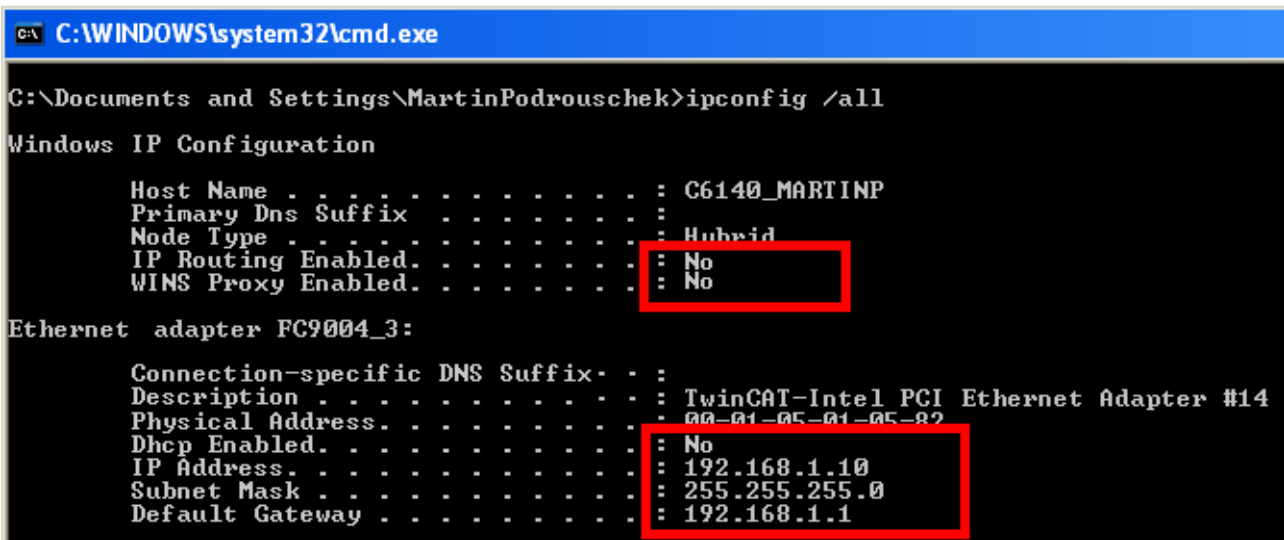 C:\WINDOWS\system32\cmd.exe
C:\Documents and Settings\MartinPodrouschek>ipconfig /all
Windows IP Configuration
Host Name . . . . . . . . . . . . : C6140_MARTINP
Primary Dns Suffix . . . . . . . :
Node Type . . . . . . . . . . . . : Hybrid
IP Routing Enabled. . . . . . . . : No
WINS Proxy Enabled. . . . . . . . : No
Ethernet adapter FC9004_3:
Connection-specific DNS Suffix . . :
Description . . . . . . . . . . . : TwinCAT-Intel PCI Ethernet Adapter #14
Physical Address. . . . . . . . . : 00-01-05-01-05-82
Dhcp Enabled. . . . . . . . . . . : No
IP Address. . . . . . . . . . . . : 192.168.1.10
Subnet Mask . . . . . . . . . . . : 255.255.255.0
Default Gateway . . . . . . . . . : 192.168.1.1